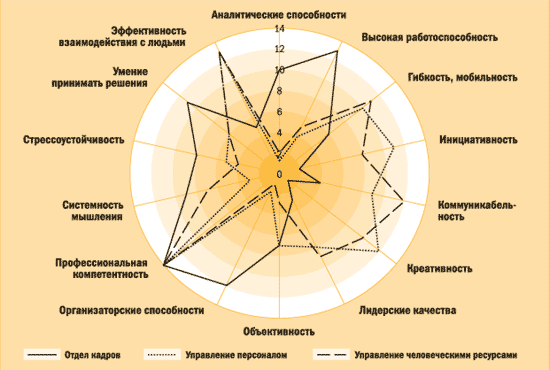 Аналитические способности
Эффективность
взаимодействия с людьми
Высокая работоспособность
Умение
принимать решения
Гибкость, мобильность
Стрессоустойчивость
Инициативность
Системность
мышления
Коммуникабель-
ность
Профессиональная
компетентность
Креативность
Организаторские способности
Лидерские качества
Объективность
14
12
10
8
6
4
2
0
Отдел кадров
Управление персоналом
Управление человеческими ресурсами